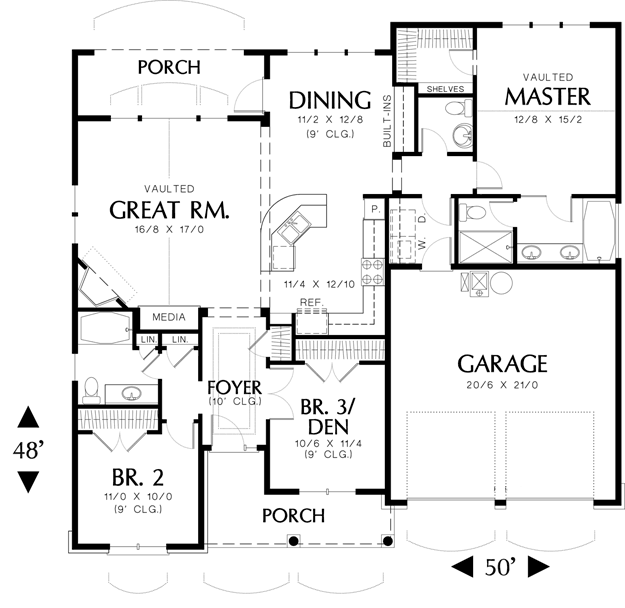 PORCH
DINING
11/2 X 12/8
(9' CLG.)
BUILT-INS
SHELVES
VAULTED
MASTER
12/8 X 15/2
VAULTED
GREAT RM.
16/8 X 17/0
P.
W. D.
11/4 X 12/10
REF.
MEDIA
LIN.
LIN.
FOYER
(10' CLG.)
GARAGE
20/6 X 21/0
BR. 3/
DEN
10/6 X 11/4
(9' CLG.)
48'
BR. 2
11/0 X 10/0
(9' CLG.)
PORCH
50'